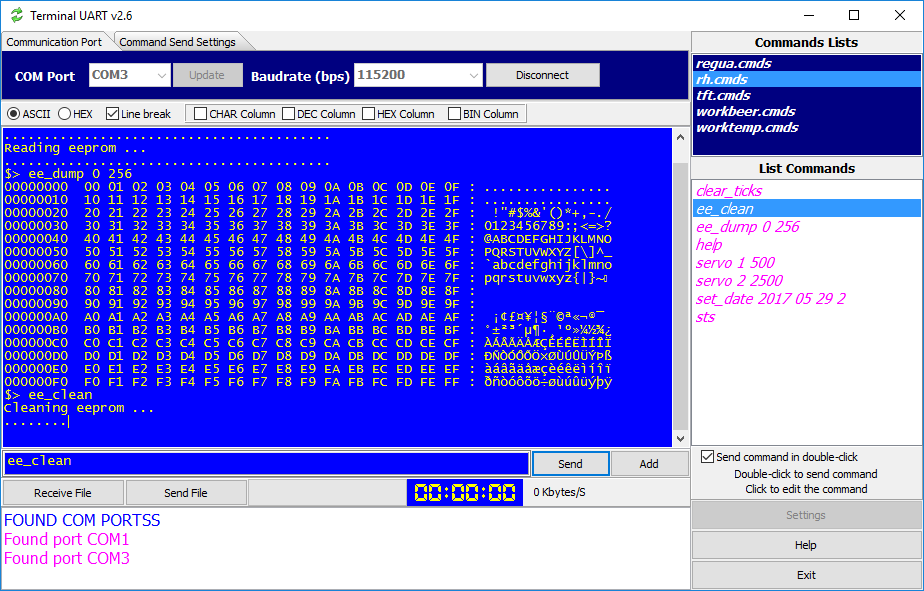 Terminal UART v2.6
Communication Port
Command Send Settings
COM Port
COM3
Update
Baudrate (bps)
115200
Disconnect
ASCII
HEX
Line break
CHAR Column
DEC Column
HEX Column
BIN Column
........................................
Reading eeprom ...
........................................
$> ee_dump 0 256
00000000  00 01 02 03 04 05 06 07 08 09 0A 0B 0C 0D 0E 0F : ................
00000010  10 11 12 13 14 15 16 17 18 19 1A 1B 1C 1D 1E 1F : ................
00000020  20 21 22 23 24 25 26 27 28 29 2A 2B 2C 2D 2E 2F :  !"#$%&'()*+,-./
00000030  30 31 32 33 34 35 36 37 38 39 3A 3B 3C 3D 3E 3F : 0123456789:;<=>?
00000040  40 41 42 43 44 45 46 47 48 49 4A 4B 4C 4D 4E 4F : @ABCDEFGHIJKLMNO
00000050  50 51 52 53 54 55 56 57 58 59 5A 5B 5C 5D 5E 5F : PQRSTUVWXYZ[\]^_
00000060  60 61 62 63 64 65 66 67 68 69 6A 6B 6C 6D 6E 6F : `abcdefghijklmno
00000070  70 71 72 73 74 75 76 77 78 79 7A 7B 7C 7D 7E 7F : pqrstuvwxyz{|}~▯
00000080  80 81 82 83 84 85 86 87 88 89 8A 8B 8C 8D 8E 8F :
00000090  90 91 92 93 94 95 96 97 98 99 9A 9B 9C 9D 9E 9F :
000000A0  A0 A1 A2 A3 A4 A5 A6 A7 A8 A9 AA AB AC AD AE AF :  ¡¢£¤¥¦§¨©ª«¬®¯
000000B0  B0 B1 B2 B3 B4 B5 B6 B7 B8 B9 BA BB BC BD BE BF : °±²³´µ¶·¸¹º»¼½¾¿
000000C0  C0 C1 C2 C3 C4 C5 C6 C7 C8 C9 CA CB CC CD CE CF : ÀÁÂÃÄÅÆÇÈÉÊËÌÍÎÏ
000000D0  D0 D1 D2 D3 D4 D5 D6 D7 D8 D9 DA DB DC DD DE DF : ÐÑÒÓÔÕÖ×ØÙÚÛÜÝÞß
000000E0  E0 E1 E2 E3 E4 E5 E6 E7 E8 E9 EA EB EC ED EE EF : àáâãäåæçèéêëìíîï
000000F0  F0 F1 F2 F3 F4 F5 F6 F7 F8 F9 FA FB FC FD FE FF : ðñòóôõö÷øùúûüýþÿ
$> ee_clean
Cleaning eeprom ...
........
ee_clean
Send
Add
Receive File
Send File
00:00:00
0 Kbytes/S
FOUND COM PORTSS
Found port COM1
Found port COM3
Commands Lists
regua.cmds
rh.cmds
tft.cmds
workbeer.cmds
worktemp.cmds
List Commands
clear_ticks
ee_clean
ee_dump 0 256
help
servo 1 500
servo 2 2500
set_date 2017 05 29 2
sts
Send command in double-click
Double-click to send command
Click to edit the command
Settings
Help
Exit